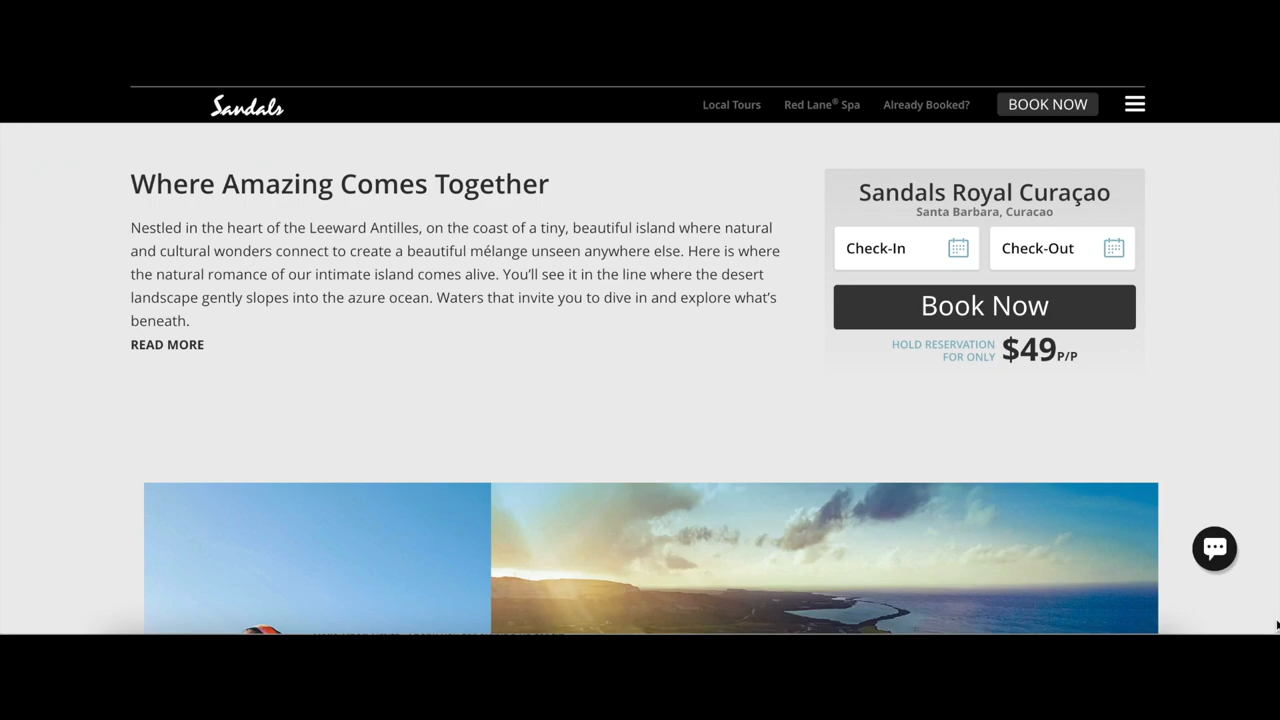 Sandals
Local Tours
Red Lane® Spa
Already Booked?
BOOK NOW
Where Amazing Comes Together
Nestled in the heart of the Leeward Antilles, on the coast of a tiny, beautiful island where natural
and cultural wonders connect to create a beautiful mélange unseen anywhere else. Here is where
the natural romance of our intimate island comes alive. You’ll see it in the line where the desert
landscape gently slopes into the azure ocean. Waters that invite you to dive in and explore what’s
beneath.
READ MORE
Sandals Royal Curaçao
Santa Barbara, Curacao
Check-In
Check-Out
Book Now
HOLD RESERVATION
FOR ONLY
$49P/P